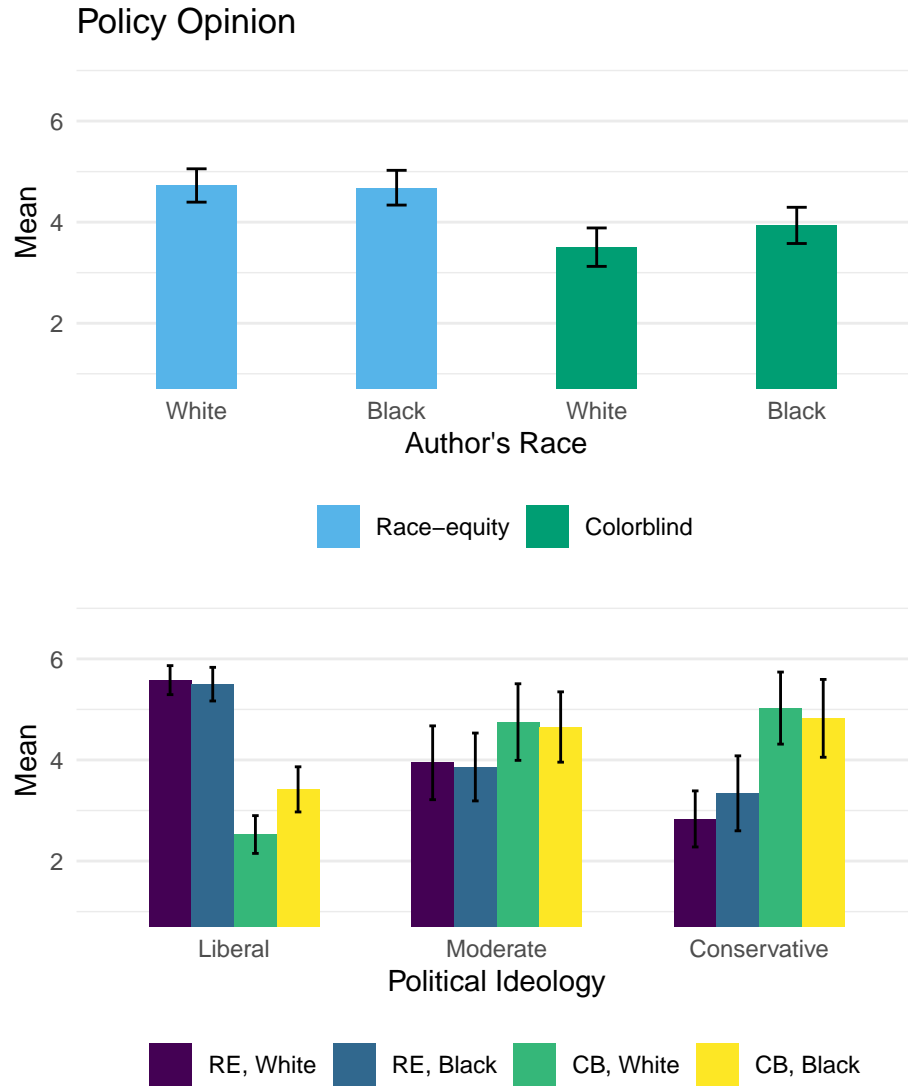 Policy Opinion
6
4
2
Mean
White Black White Black
Author's Race
Race−equity Colorblind
6
4
2
Mean
Liberal Moderate Conservative
Political Ideology
RE, White RE, Black CB, White CB, Black